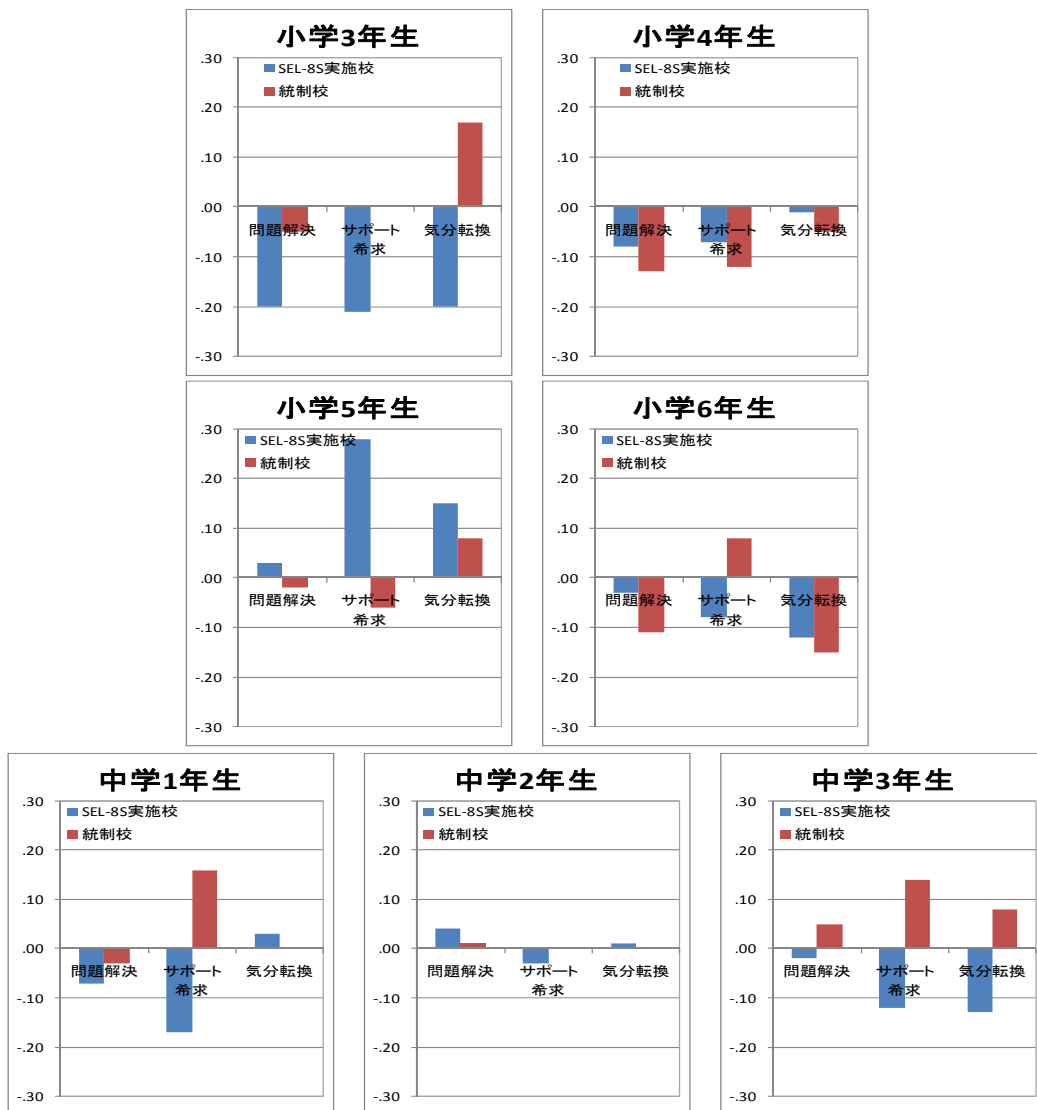 小学3年生
.30
.20
.10
.00
-.10
-.20
-.30
SEL-8S実施校
統制校
問題解決
サポート
希求
気分転換
小学4年生
.30
.20
.10
.00
-.10
-.20
-.30
SEL-8S実施校
統制校
問題解決
サポート
希求
気分転換
小学5年生
.30
.20
.10
.00
-.10
-.20
-.30
SEL-8S実施校
統制校
問題解決
サポート
希求
気分転換
小学6年生
.30
.20
.10
.00
-.10
-.20
-.30
SEL-8S実施校
統制校
問題解決
サポート
希求
気分転換
中学1年生
.30
.20
.10
.00
-.10
-.20
-.30
SEL-8S実施校
統制校
問題解決
サポート
希求
気分転換
中学2年生
.30
.20
.10
.00
-.10
-.20
-.30
SEL-8S実施校
統制校
問題解決
サポート
希求
気分転換
中学3年生
.30
.20
.10
.00
-.10
-.20
-.30
SEL-8S実施校
統制校
問題解決
サポート
希求
気分転換